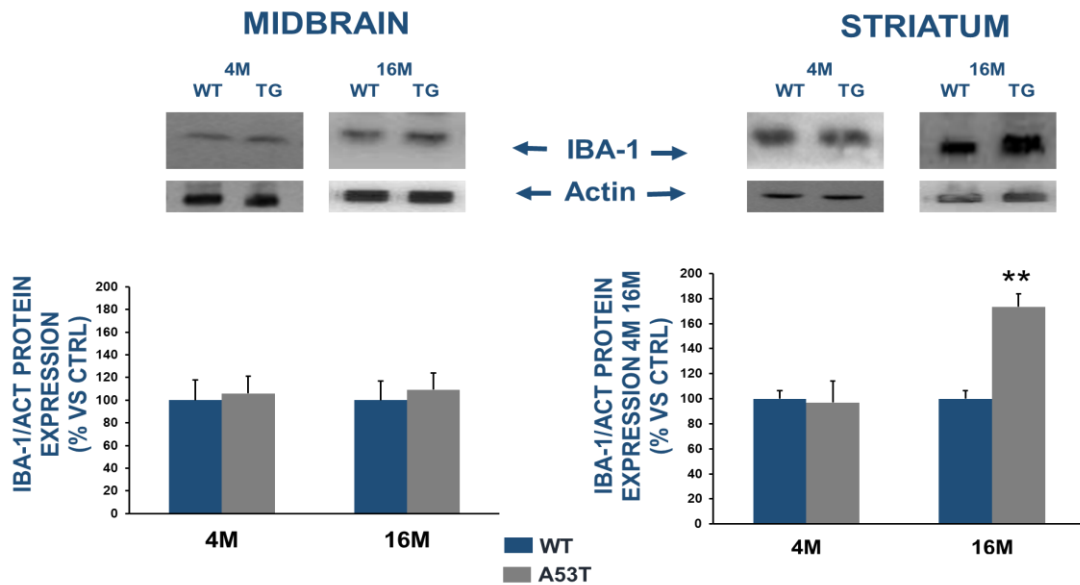 MIDBRAIN
4M
WT TG
16M
WT TG
STRIATUM
4M
WT TG
16M
WT TG
IBA-1
Actin
IBA-1/ACT PROTEIN
EXPRESSION
(% VS CTRL)
200
180
160
140
120
100
80
60
40
20
0
4M 16M
IBA-1/ACT PROTEIN
EXPRESSION 4M 16M
(% VS CTRL)
200
180
160
140
120
100
80
60
40
20
0
**
4M 16M
WT
A53T